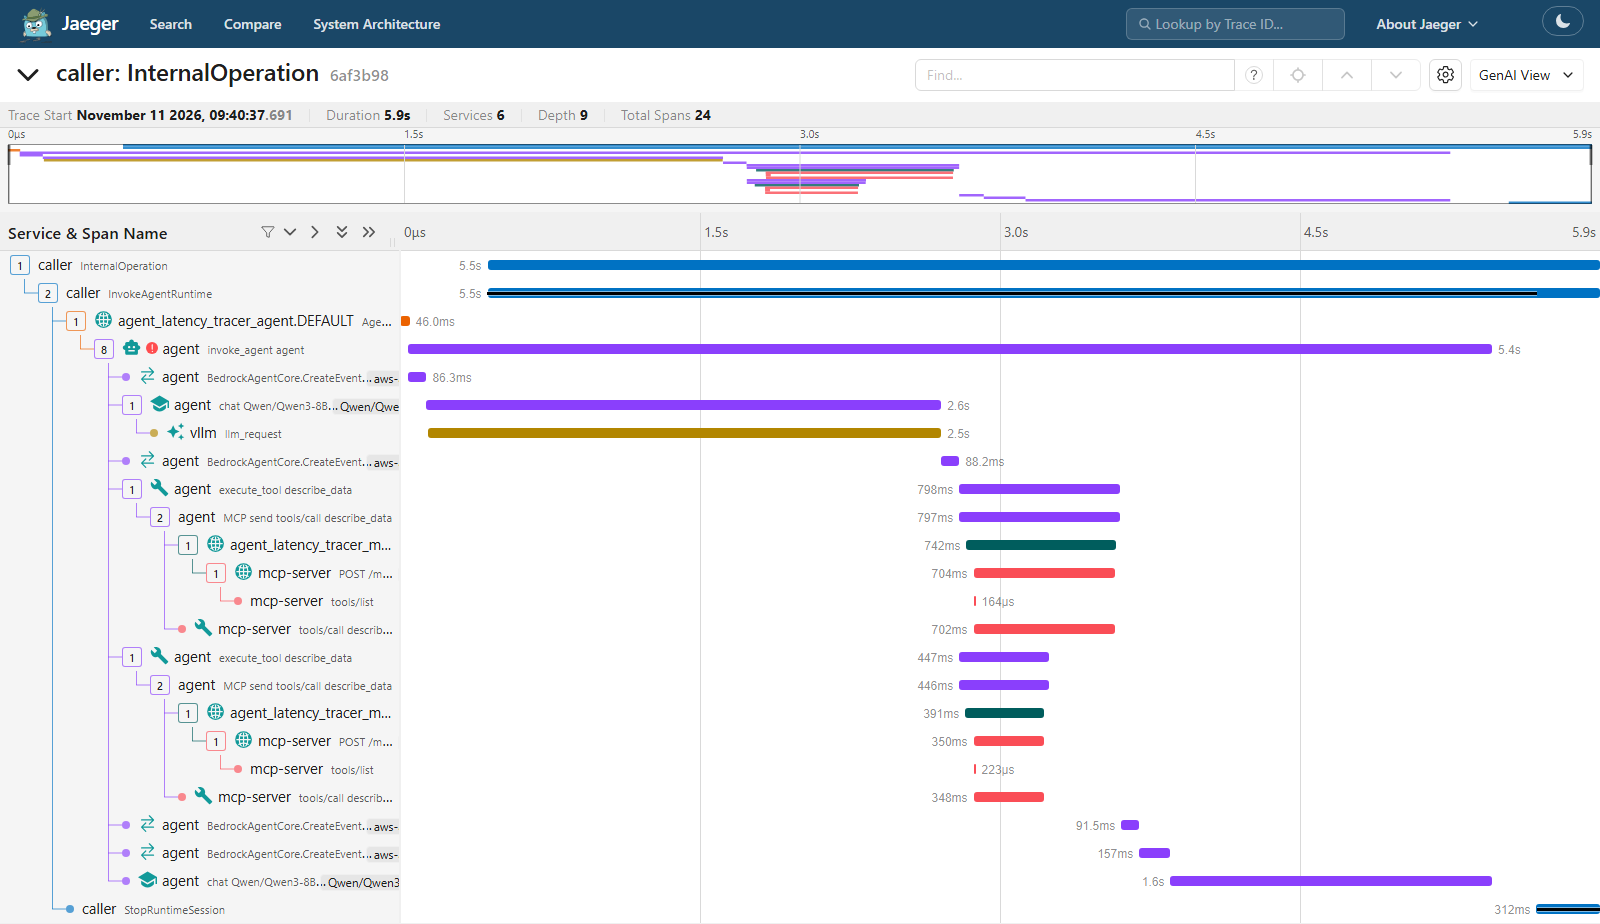 Jaeger Search Compare System Architecture Lookup by Trace ID... About Jaeger
caller: InternalOperation 6af3b98 Find... ? GenAI View
Trace Start November 11 2026, 09:40:37.691 Duration 5.9s Services 6 Depth 9 Total Spans 24
0μs 1.5s 3.0s 4.5s 5.9s
Service & Span Name 0μs 1.5s 3.0s 4.5s 5.9s
1 caller InternalOperation 5.5s
2 caller InvokeAgentRuntime 5.5s
1 agent_latency_tracer_agent.DEFAULT Age... 46.0ms
8 agent invoke_agent agent 5.4s
agent BedrockAgentCore.CreateEvent... aws- 86.3ms
1 agent chat Qwen/Qwen3-8B... Qwen/Qwe 2.6s
vllm llm_request 2.5s
agent BedrockAgentCore.CreateEvent... aws- 88.2ms
1 agent execute_tool describe_data 798ms
2 agent MCP send tools/call describe_data 797ms
1 agent_latency_tracer_m... 742ms
1 mcp-server POST /m... 704ms
mcp-server tools/list 164μs
mcp-server tools/call describ... 702ms
1 agent execute_tool describe_data 447ms
2 agent MCP send tools/call describe_data 446ms
1 agent_latency_tracer_m... 391ms
1 mcp-server POST /m... 350ms
mcp-server tools/list 223μs
mcp-server tools/call describ... 348ms
agent BedrockAgentCore.CreateEvent... aws- 91.5ms
agent BedrockAgentCore.CreateEvent... aws- 157ms
agent chat Qwen/Qwen3-8B... Qwen/Qwen3 1.6s
caller StopRuntimeSession 312ms